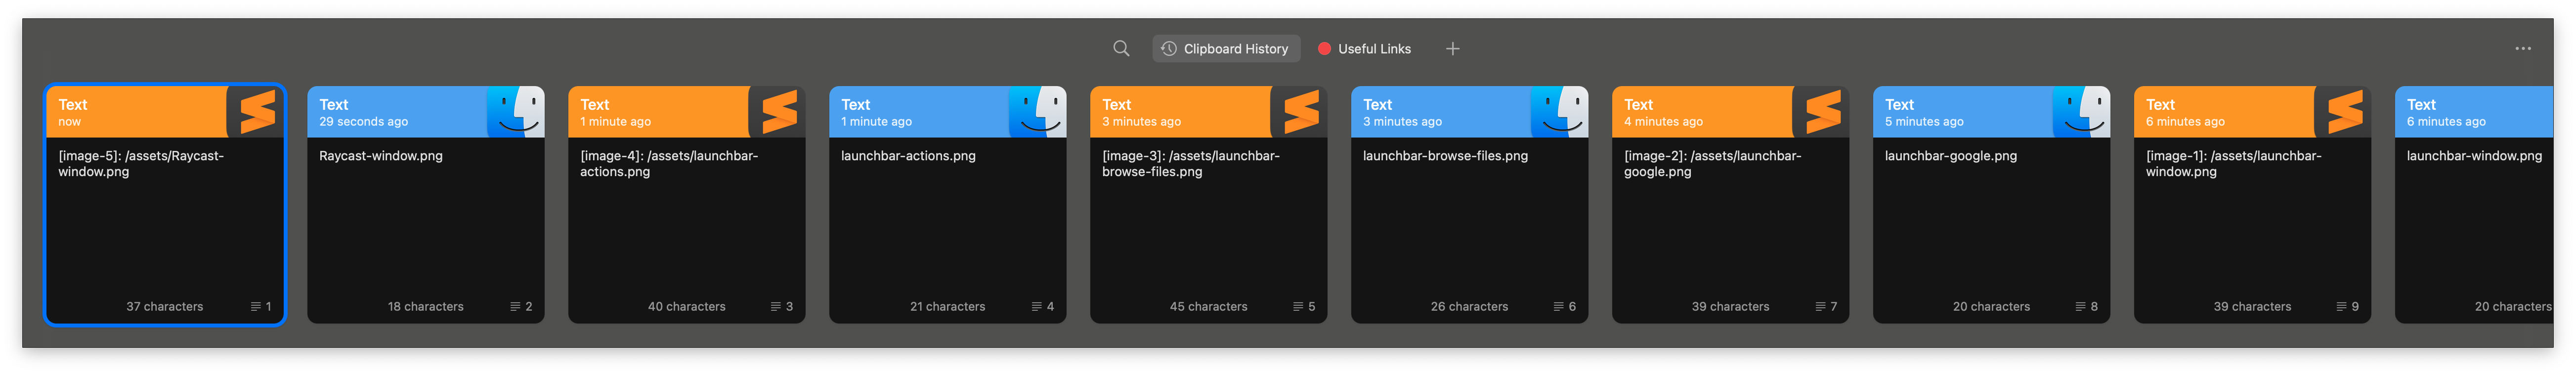 Clipboard History
Useful Links
Text
now
[image-5]: /assets/Raycast-
window.png
37 characters
1
Text
29 seconds ago
Raycast-window.png
18 characters
2
Text
1 minute ago
[image-4]: /assets/launchbar-
actions.png
40 characters
3
Text
1 minute ago
launchbar-actions.png
21 characters
4
Text
3 minutes ago
[image-3]: /assets/launchbar-
browse-files.png
45 characters
5
Text
3 minutes ago
launchbar-browse-files.png
26 characters
6
Text
4 minutes ago
[image-2]: /assets/launchbar-
google.png
39 characters
7
Text
5 minutes ago
launchbar-google.png
20 characters
8
Text
6 minutes ago
[image-1]: /assets/launchbar-
window.png
39 characters
9
Text
6 minutes ago
launchbar-window.png
20 characters